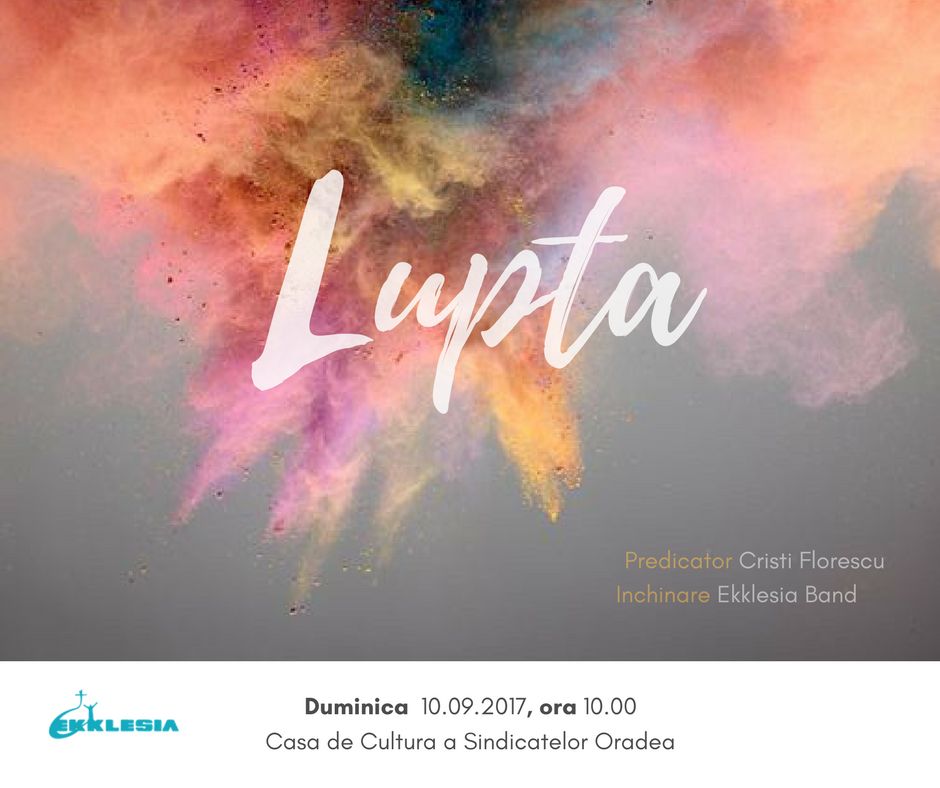 Lupta
Predicator Cristi Florescu
Inchinare Ekklesia Band
EKKLESIA
Duminica 10.09.2017, ora 10.00
Casa de Cultura a Sindicatelor Oradea